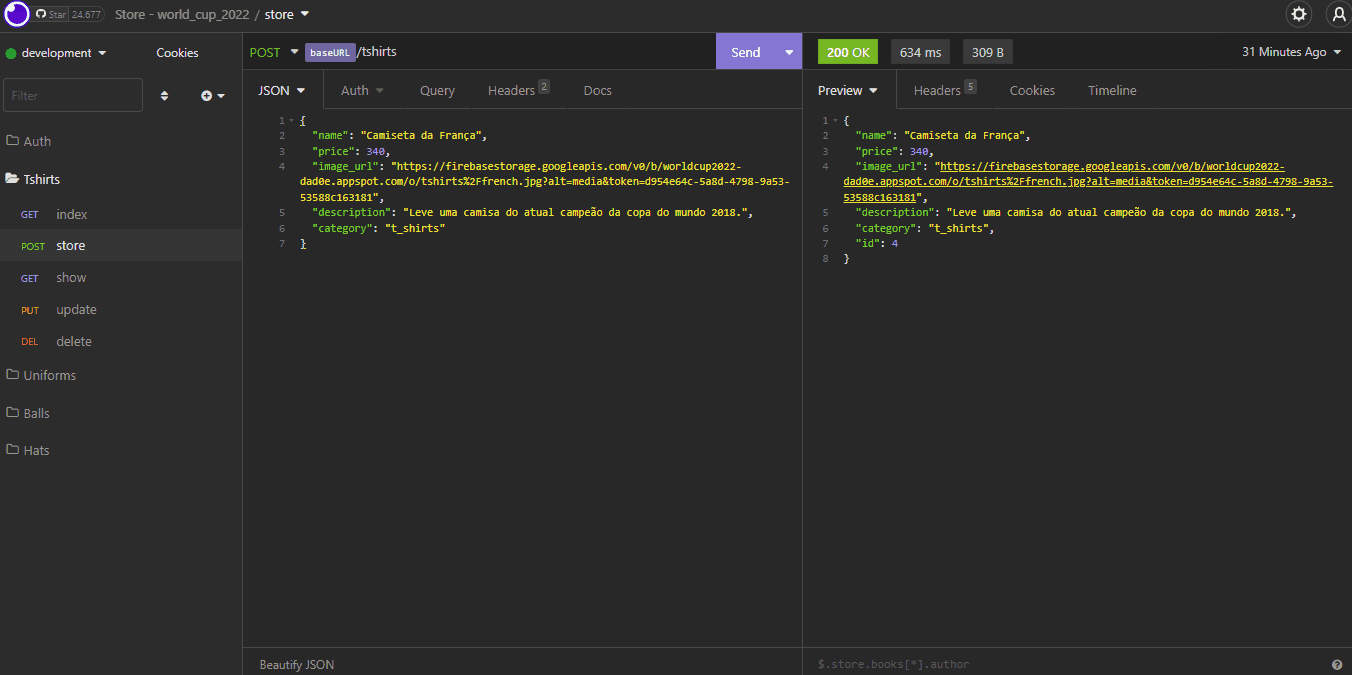 Star 24.677 Store - world_cup_2022 / store
development Cookies
POST baseURL /tshirts Send
200 OK 634 ms 309 B 31 Minutes Ago
Filter
JSON Auth Query Headers 2 Docs
Preview Headers 5 Cookies Timeline
Auth
Tshirts
GET index
POST store
GET show
PUT update
DEL delete
Uniforms
Balls
Hats
1 {
2 "name": "Camiseta da França",
3 "price": 340,
4 "image_url": "https://firebasestorage.googleapis.com/v0/b/worldcup2022-
dad0e.appspot.com/o/tshirts%2Ffrench.jpg?alt=media&token=d954e64c-5a8d-4798-9a53-
53588c163181",
5 "description": "Leve uma camisa do atual campeão da copa do mundo 2018.",
6 "category": "t_shirts"
7 }
1 {
2 "name": "Camiseta da França",
3 "price": 340,
4 "image_url": "https://firebasestorage.googleapis.com/v0/b/worldcup2022-
dad0e.appspot.com/o/tshirts%2Ffrench.jpg?alt=media&token=d954e64c-5a8d-4798-9a53-
53588c163181",
5 "description": "Leve uma camisa do atual campeão da copa do mundo 2018.",
6 "category": "t_shirts",
7 "id": 4
8 }
Beautify JSON
$.store.books[*].author